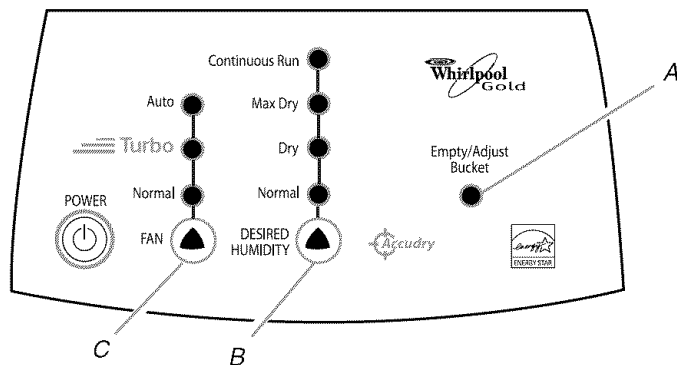 Continuous Run
Whirlpool
Gold
A
Auto
Max Dry
Turbo
Dry
Empty/Adjust
Bucket
Normal
Normal
POWER
FAN
DESIRED
HUMIDITY
Accudry
energy
ENERGY STAR
C
B